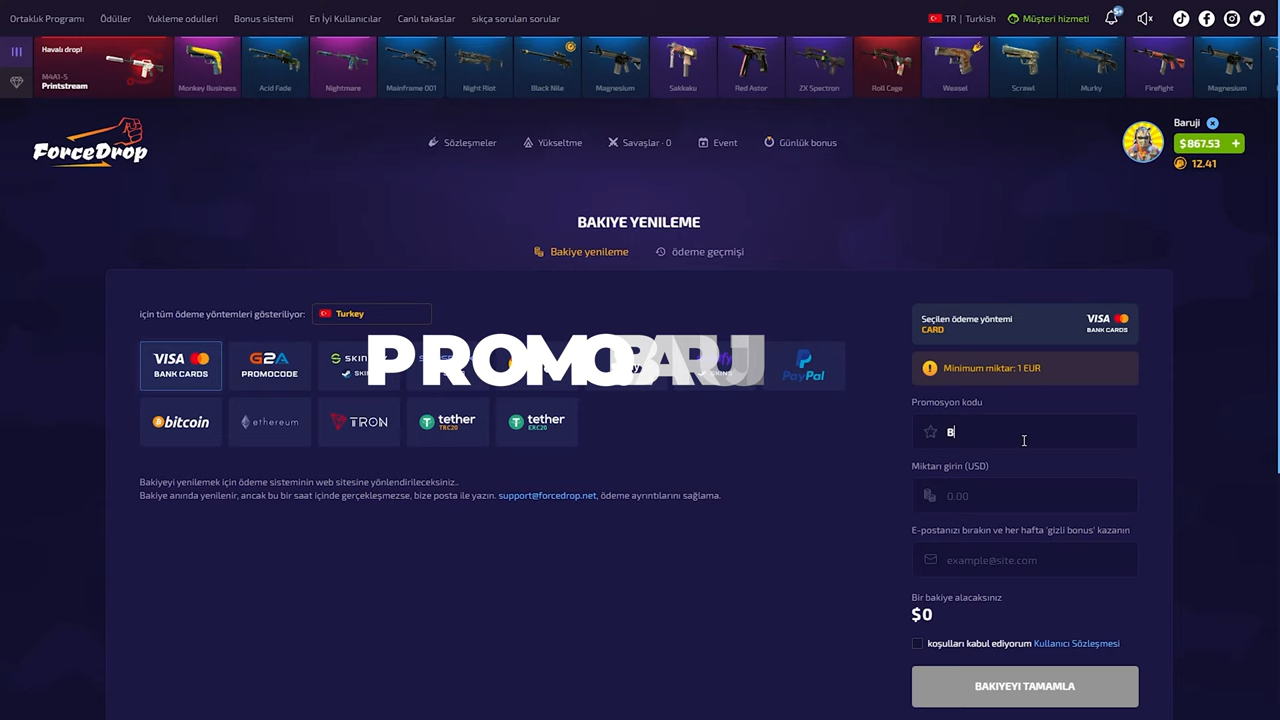 Ortaklık Programı Ödüller Yukleme odulleri Bonus sistemi En İyi Kullanıcılar Canlı takaslar sıkça sorulan sorular TR | Turkish Müşteri hizmeti 5+
Havalı drop!
M4A1-S
Printstream
Monkey Business Acid Fade Nightmare Mainframe 001 Night Riot Black Nile Magnesium Sakkaku Red Astor ZX Spectron Roll Cage Weasel Scrawl Murky Firefight Magnesium
ForceDrop
Sözleşmeler Yükseltme Savaşlar · 0 Event Günlük bonus
Baruji
$867.53 +
12.41
BAKIYE YENILEME
Bakiye yenileme ödeme geçmişi
için tüm ödeme yöntemleri gösteriliyor: Turkey
VISA
BANK CARDS
G2A
PROMOCODE
PROMO BARU
PayPal
bitcoin
ethereum
TRON
tether
TRC20
tether
ERC20
Bakiyeyi yenilemek için ödeme sisteminin web sitesine yönlendirileceksiniz..
Bakiye anında yenilenir, ancak bu bir saat içinde gerçekleşmezse, bize posta ile yazın. support@forcedrop.net, ödeme ayrıntılarını sağlama.
Seçilen ödeme yöntemi
CARD
VISA
BANK CARDS
Minimum miktar: 1 EUR
Promosyon kodu
B
Miktarı girin (USD)
0.00
E-postanızı bırakın ve her hafta 'gizli bonus' kazanın
example@site.com
Bir bakiye alacaksınız
$0
koşulları kabul ediyorum Kullanıcı Sözleşmesi
BAKIYEYI TAMAMLA